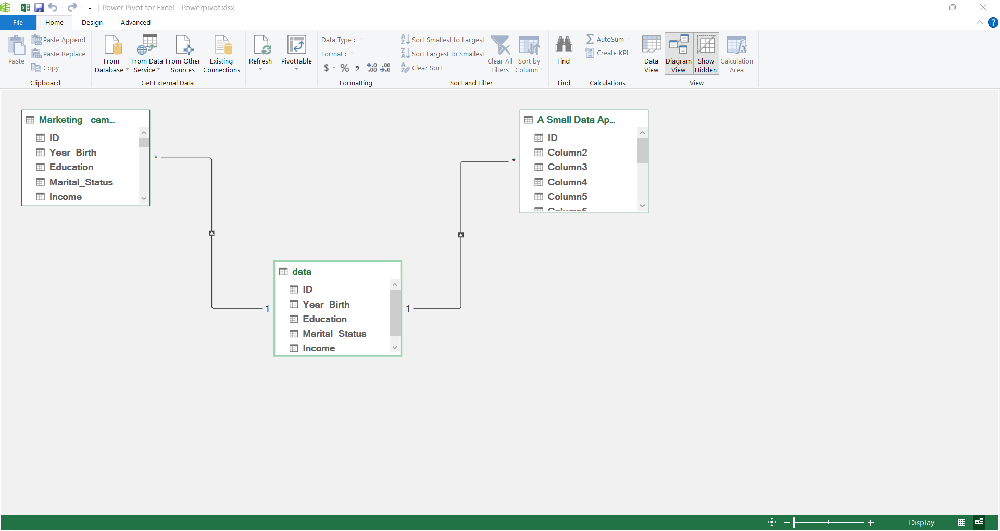 Power Pivot for Excel - Powerpivot.xlsx
File Home Design Advanced
Paste
Paste Append
Paste Replace
Copy
Clipboard
From Database
From Data Service
From Other Sources
Existing Connections
Get External Data
Refresh
PivotTable
Data Type :
Format :
$ % , .00 .0
Formatting
Sort Smallest to Largest
Sort Largest to Smallest
Clear Sort
Clear All Filters
Sort by Column
Sort and Filter
Find
Find
AutoSum
Create KPI
Calculations
Data View
Diagram View
Show Hidden
Calculation Area
View
Marketing _cam...
ID
Year_Birth
Education
Marital_Status
Income
*
A Small Data Ap...
ID
Column2
Column3
Column4
Column5
Column6
*
data
ID
Year_Birth
Education
Marital_Status
Income
1
1
Display